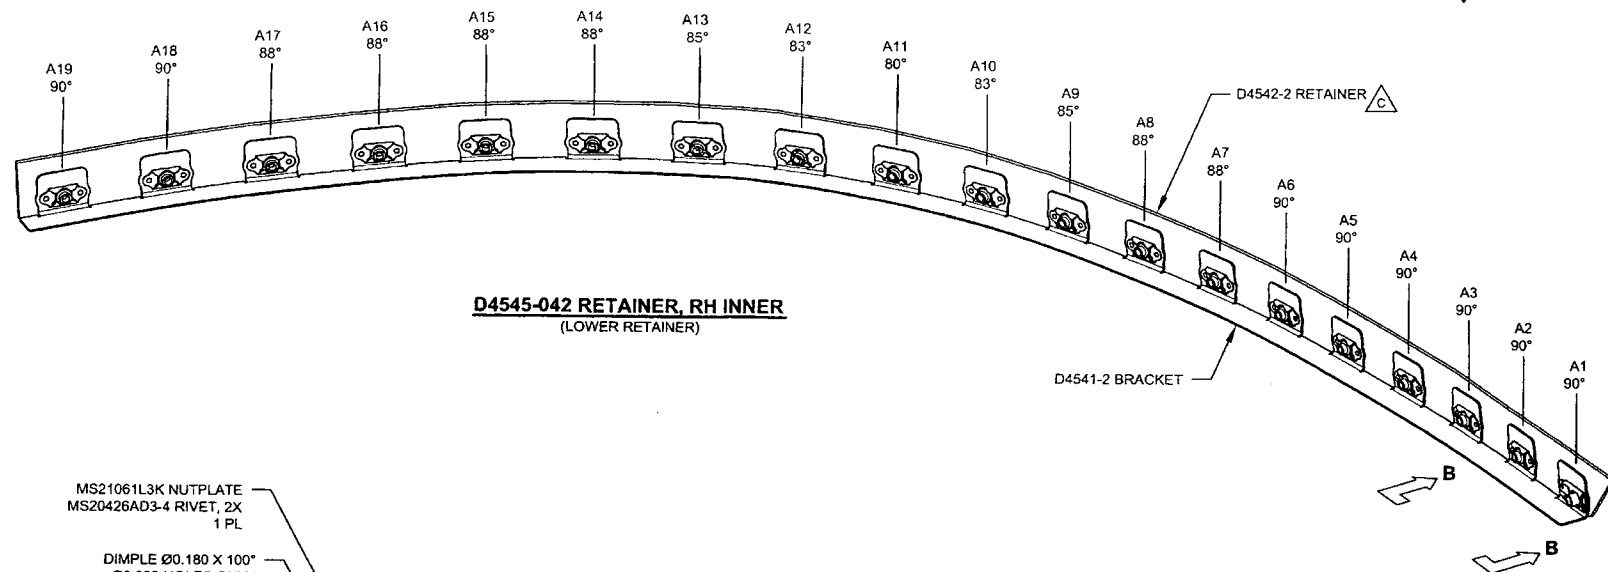 A19
90°
A18
90°
A17
88°
A16
88°
A15
88°
A14
88°
A13
85°
A12
83°
A11
80°
A10
83°
A9
85°
A8
88°
A7
88°
A6
90°
A5
90°
A4
90°
A3
90°
A2
90°
A1
90°
D4542-2 RETAINER
C
D4545-042 RETAINER, RH INNER
(LOWER RETAINER)
D4541-2 BRACKET
B
B
MS21061L3K NUTPLATE
MS20426AD3-4 RIVET, 2X
1 PL
DIMPLE Ø0.180 X 100°